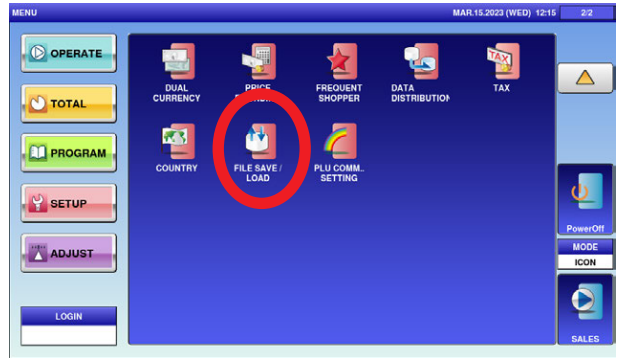 MENU
MAR.15.2023 (WED) 12:15
2/2
OPERATE
TOTAL
PROGRAM
SETUP
ADJUST
LOGIN
DUAL
CURRENCY
PRICE
FREQUENT
SHOPPER
DATA
DISTRIBUTION
TAX
TAX
COUNTRY
FILE SAVE /
LOAD
PLU COMM..
SETTING
PowerOff
MODE
ICON
SALES